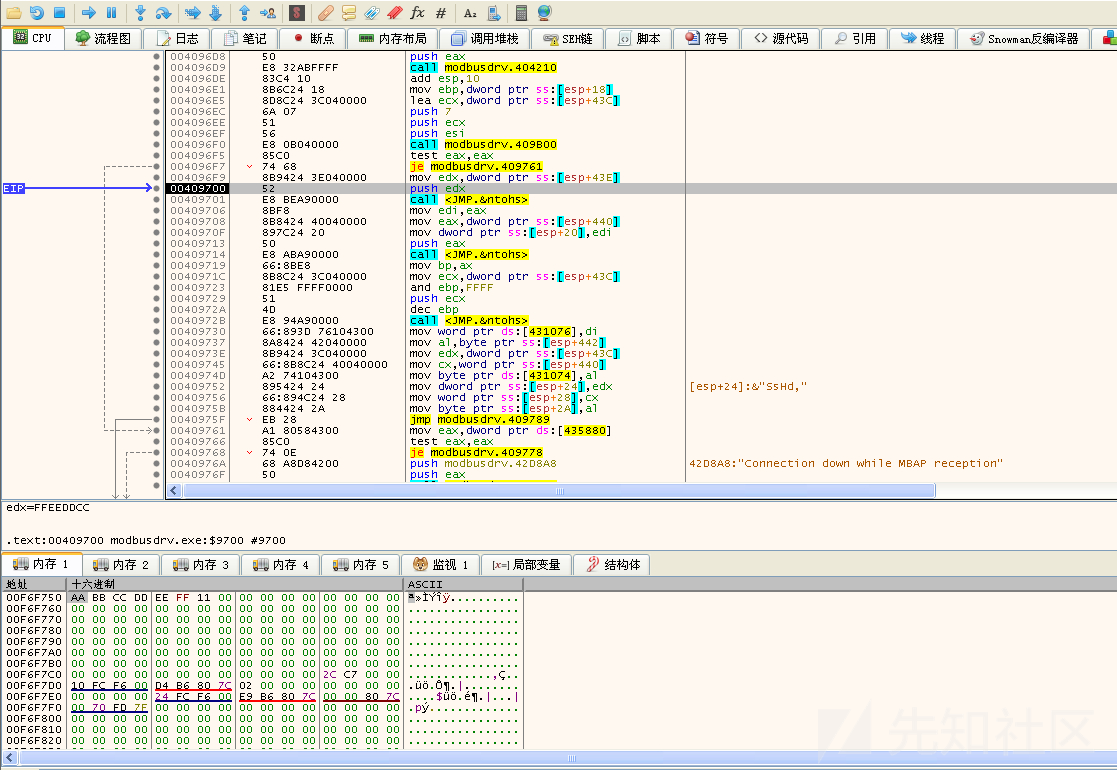 CPU 流程图 日志 笔记 断点 内存布局 调用堆栈 SEH链 脚本 符号 源代码 引用 线程 Snowman反编译器
004096D8 50 push eax
004096D9 E8 32ABFFFF call modbusdrv.404210
004096DE 83C4 10 add esp,10
004096E1 8B6C24 18 mov ebp,dword ptr ss:[esp+18]
004096E5 8D8C24 3C040000 lea ecx,dword ptr ss:[esp+43C]
004096EC 6A 07 push 7
004096EE 51 push ecx
004096EF 56 push esi
004096F0 E8 0B040000 call modbusdrv.409B00
004096F5 85C0 test eax,eax
004096F7 74 68 je modbusdrv.409761
004096F9 8B9424 3E040000 mov edx,dword ptr ss:[esp+43E]
EIP 00409700 52 push edx
00409701 E8 BEA90000 call <JMP.&ntohs>
00409706 8BF8 mov edi,eax
00409708 8B8424 40040000 mov eax,dword ptr ss:[esp+440]
0040970F 897C24 20 mov dword ptr ss:[esp+20],edi
00409713 50 push eax
00409714 E8 ABA90000 call <JMP.&ntohs>
00409719 66:8BE8 mov bp,ax
0040971C 8B8C24 3C040000 mov ecx,dword ptr ss:[esp+43C]
00409723 81E5 FFFF0000 and ebp,FFFF
00409729 51 push ecx
0040972A 4D dec ebp
0040972B E8 94A90000 call <JMP.&ntohs>
00409730 66:893D 76104300 mov word ptr ds:[431076],di
00409737 8A8424 42040000 mov al,byte ptr ss:[esp+442]
0040973E 8B9424 3C040000 mov edx,dword ptr ss:[esp+43C]
00409745 66:8B8C24 40040000 mov cx,word ptr ss:[esp+440]
0040974D A2 74104300 mov byte ptr ds:[431074],al
00409752 895424 24 mov dword ptr ss:[esp+24],edx [esp+24]:&"SsHd,"
00409756 66:894C24 28 mov word ptr ss:[esp+28],cx
0040975B 884424 2A mov byte ptr ss:[esp+2A],al
0040975F EB 28 jmp modbusdrv.409789
00409761 A1 80584300 mov eax,dword ptr ds:[435880]
00409766 85C0 test eax,eax
00409768 74 0E je modbusdrv.409778
0040976A 68 A8D84200 push modbusdrv.42D8A8 42D8A8:"Connection down while MBAP reception"
0040976F 50 push eax
edx=FFEEDDCC
.text:00409700 modbusdrv.exe:$9700 #9700
内存 1 内存 2 内存 3 内存 4 内存 5 监视 1 [x=] 局部变量 结构体
地址 十六进制 ASCII
00F6F750 AA BB CC DD EE FF 11 00 00 00 00 00 00 00 00 00 ª»ÌÝîÿ..........
00F6F760 00 00 00 00 00 00 00 00 00 00 00 00 00 00 00 00 ................
00F6F770 00 00 00 00 00 00 00 00 00 00 00 00 00 00 00 00 ................
00F6F780 00 00 00 00 00 00 00 00 00 00 00 00 00 00 00 00 ................
00F6F790 00 00 00 00 00 00 00 00 00 00 00 00 00 00 00 00 ................
00F6F7A0 00 00 00 00 00 00 00 00 00 00 00 00 00 00 00 00 ................
00F6F7B0 00 00 00 00 00 00 00 00 00 00 00 00 00 00 00 00 ................
00F6F7C0 00 00 00 00 00 00 00 00 00 00 00 00 2C C7 00 00 ............,Ç..
00F6F7D0 10 FC F6 00 D4 B6 80 7C 02 00 00 00 00 00 00 00 .üö.Ô¶.|........
00F6F7E0 00 00 00 00 24 FC F6 00 E9 B6 80 7C 00 00 80 7C ....$üö.é¶.|...|
00F6F7F0 00 70 FD 7F 00 00 00 00 00 00 00 00 00 00 00 00 .pý.............
00F6F800 00 00 00 00 00 00 00 00 00 00 00 00 00 00 00 00 ................
00F6F810 00 00 00 00 00 00 00 00 00 00 00 00 00 00 00 00 ................
00F6F820 00 00 00 00 00 00 00 00 00 00 00 00 00 00 00 00 ................
先知社区